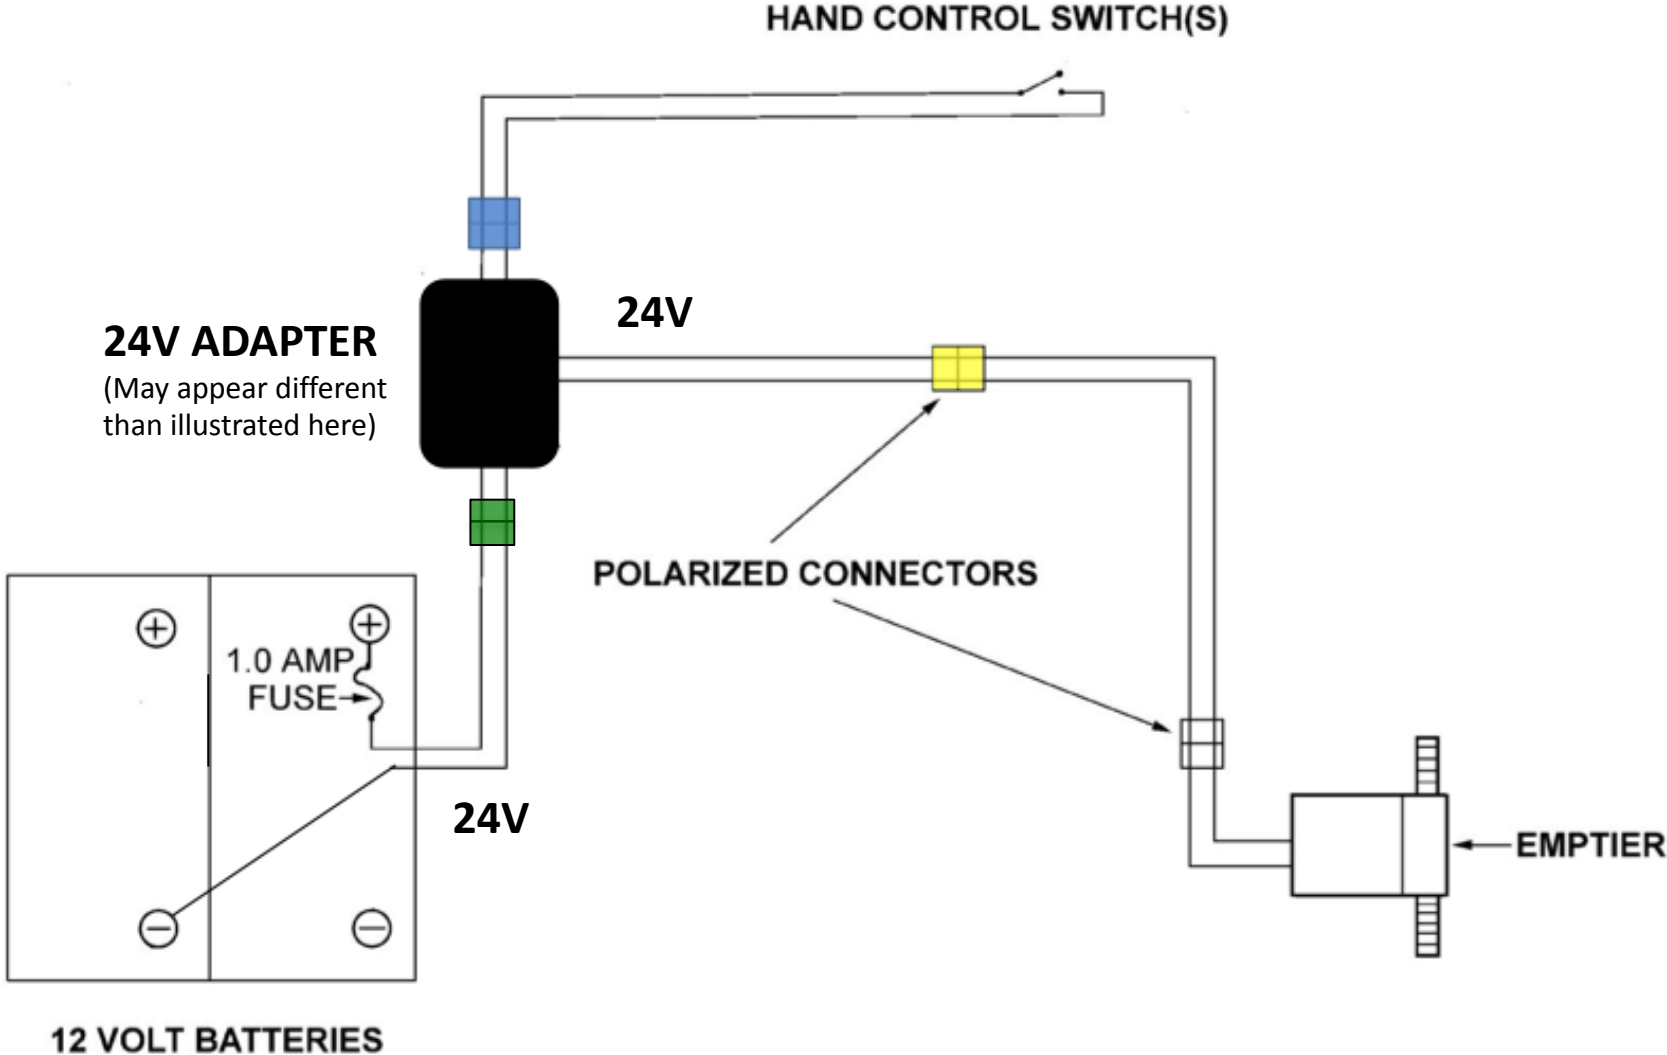 HAND CONTROL SWITCH(S)
24V
24V ADAPTER
(May appear different
than illustrated here)
POLARIZED CONNECTORS
1.0 AMP
FUSE
24V
EMPTIER
12 VOLT BATTERIES